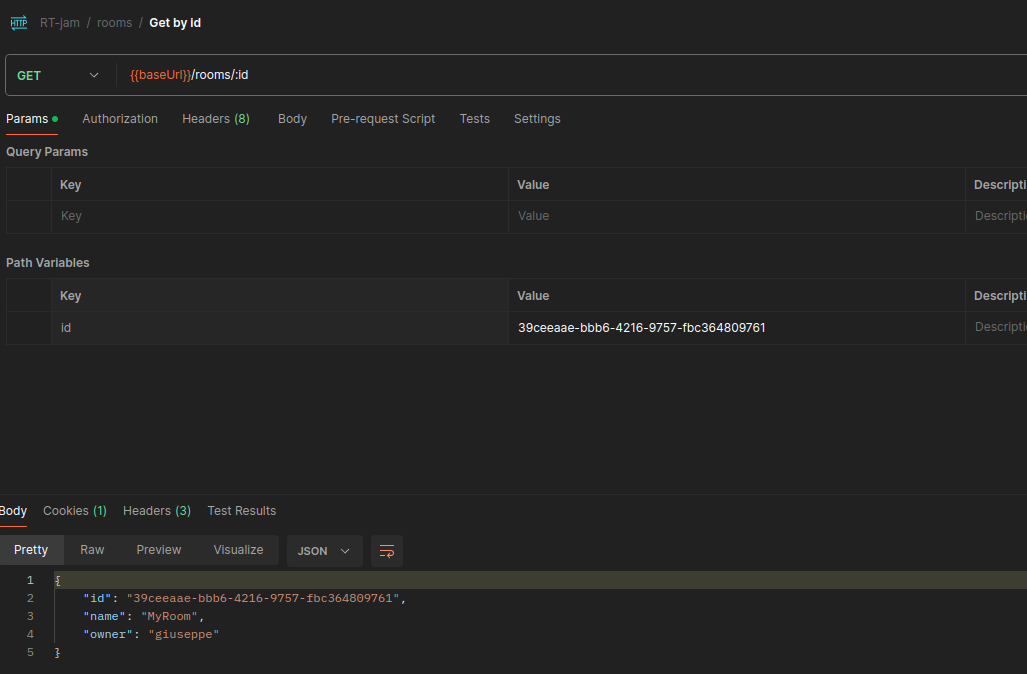 HTTP RT-jam / rooms / Get by id
GET {{baseUrl}}/rooms/:id
Params Authorization Headers (8) Body Pre-request Script Tests Settings
Query Params
Key Value Descripti
Key Value Descripti
Path Variables
Key Value Descripti
id 39ceeaae-bbb6-4216-9757-fbc364809761 Descripti
Body Cookies (1) Headers (3) Test Results
Pretty Raw Preview Visualize JSON
1 {
2 "id": "39ceeaae-bbb6-4216-9757-fbc364809761",
3 "name": "MyRoom",
4 "owner": "giuseppe"
5 }